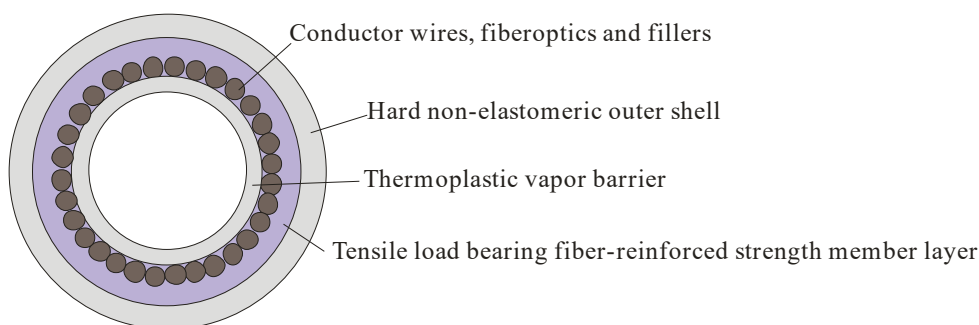 Conductor wires, fiberoptics and fillers
Hard non-elastomeric outer shell
Thermoplastic vapor barrier
Tensile load bearing fiber-reinforced strength member layer